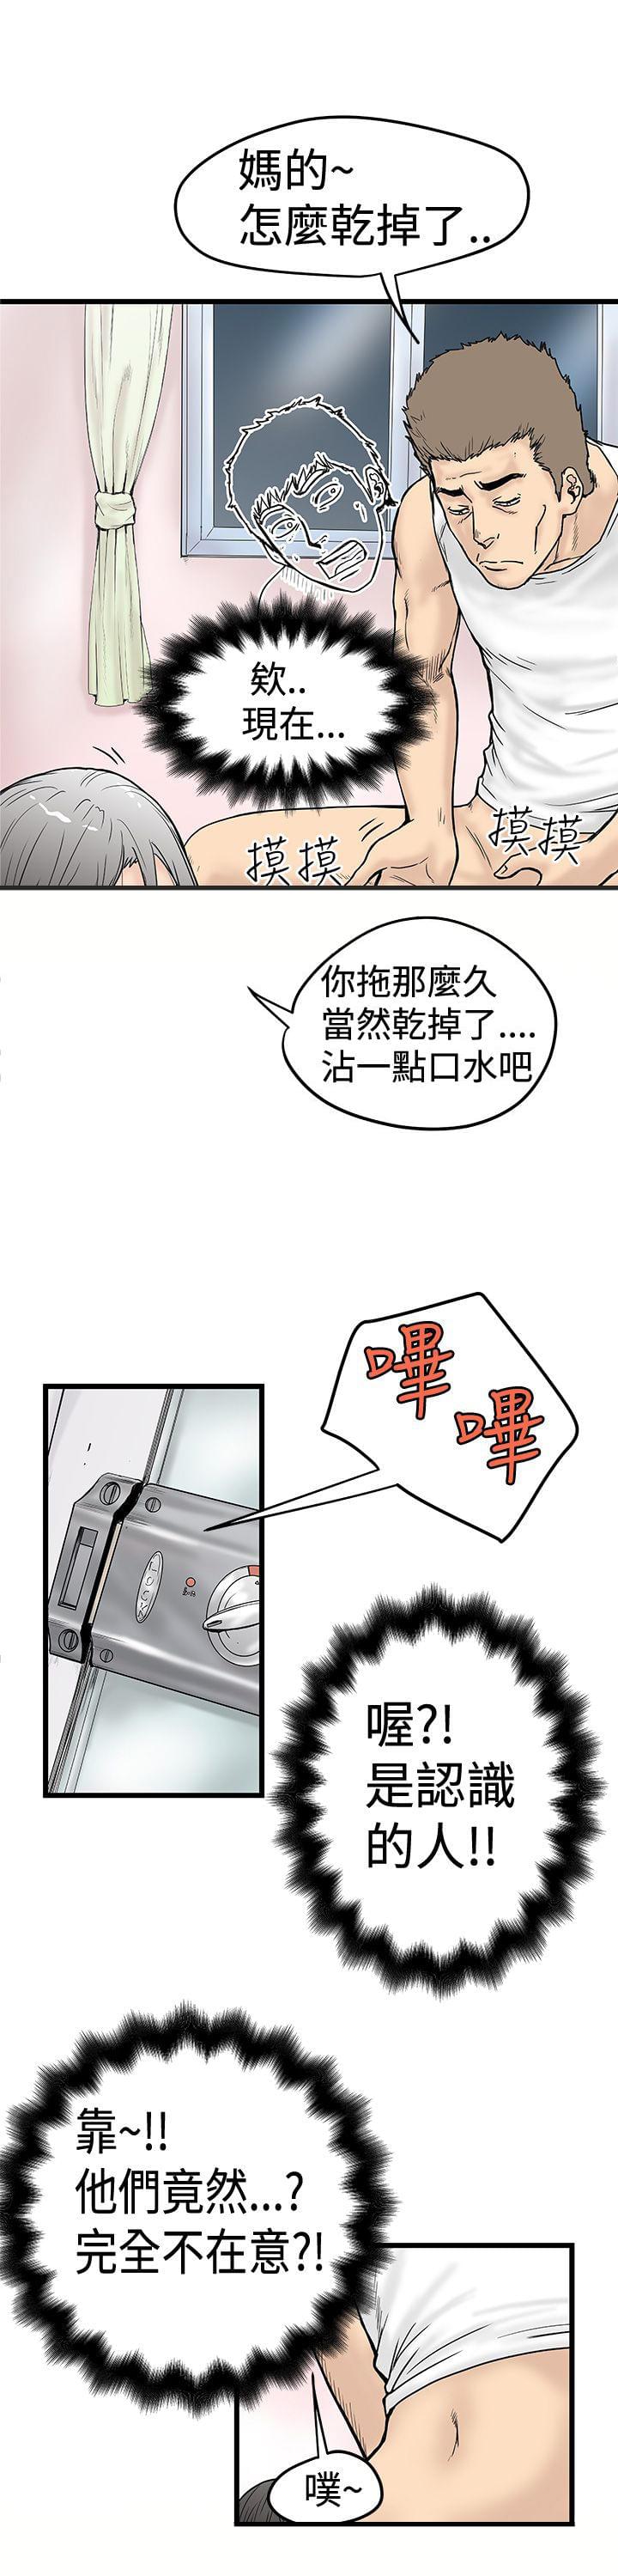 媽的~
怎麼乾掉了..
欸..
現在...
摸摸
摸摸
你拖那麼久
當然乾掉了....
沾一點口水吧
嗶
嗶
LOCK
喔?!
是認識
的人!!
靠~!!
他們竟然...?
完全不在意?!
噗~